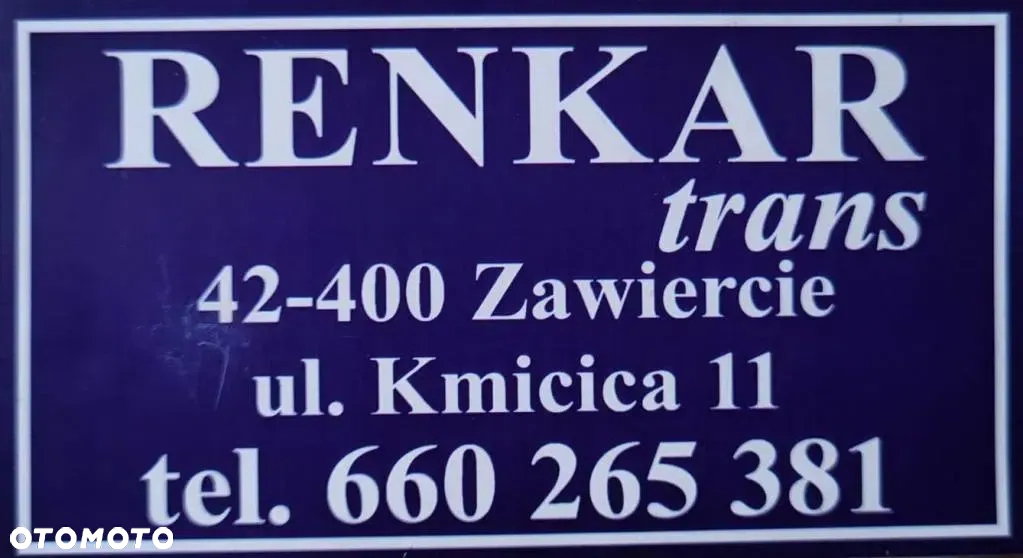 RENKAR
trans
42-400 Zawiercie
ul. Kmicica 11
tel. 660 265 381
OTOMOTO